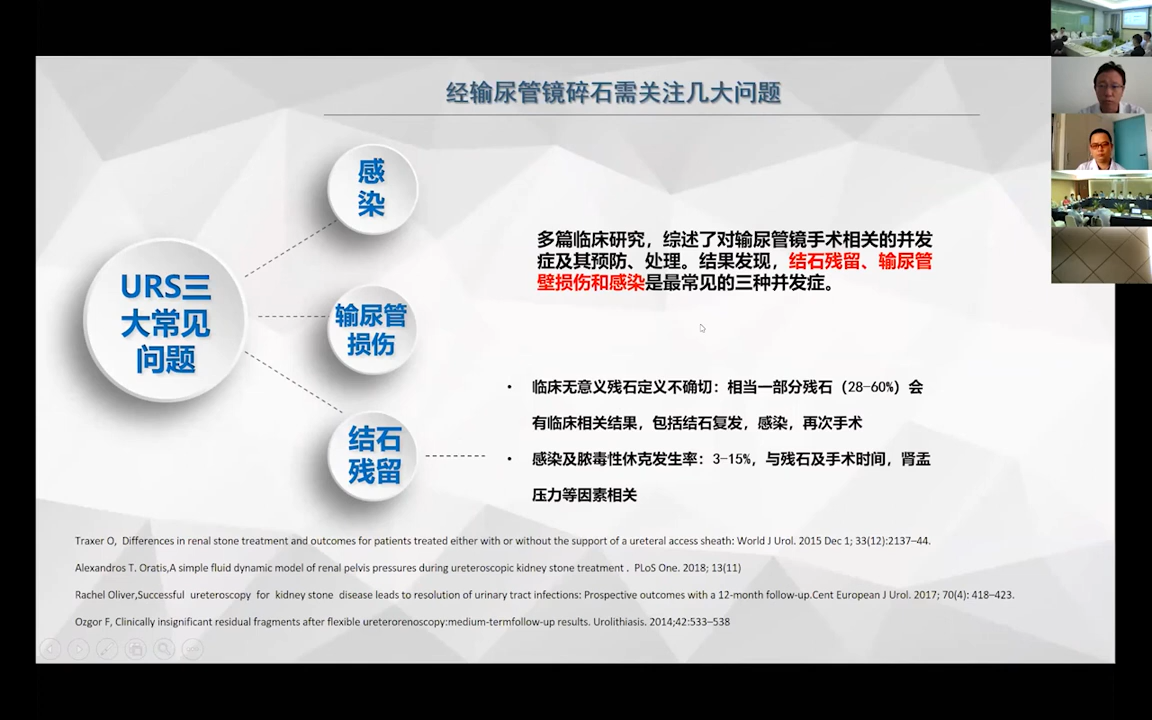 经输尿管镜碎石需关注几大问题
感
染
URS三
大常见
问题
输尿管
损伤
结石
残留
多篇临床研究，综述了对输尿管镜手术相关的并发
症及其预防、处理。结果发现，结石残留、输尿管
壁损伤和感染是最常见的三种并发症。
• 临床无意义残石定义不确切：相当一部分残石（28-60%）会
有临床相关结果，包括结石复发，感染，再次手术
• 感染及脓毒性休克发生率：3-15%，与残石及手术时间，肾盂
压力等因素相关
Traxer O, Differences in renal stone treatment and outcomes for patients treated either with or without the support of a ureteral access sheath: World J Urol. 2015 Dec 1; 33(12):2137–44.
Alexandros T. Oratis,A simple fluid dynamic model of renal pelvis pressures during ureteroscopic kidney stone treatment . PLoS One. 2018; 13(11)
Rachel Oliver,Successful ureteroscopy for kidney stone disease leads to resolution of urinary tract infections: Prospective outcomes with a 12-month follow-up.Cent European J Urol. 2017; 70(4): 418–423.
Ozgor F, Clinically insignificant residual fragments after flexible ureterorenoscopy:medium-termfollow-up results. Urolithiasis. 2014;42:533–538